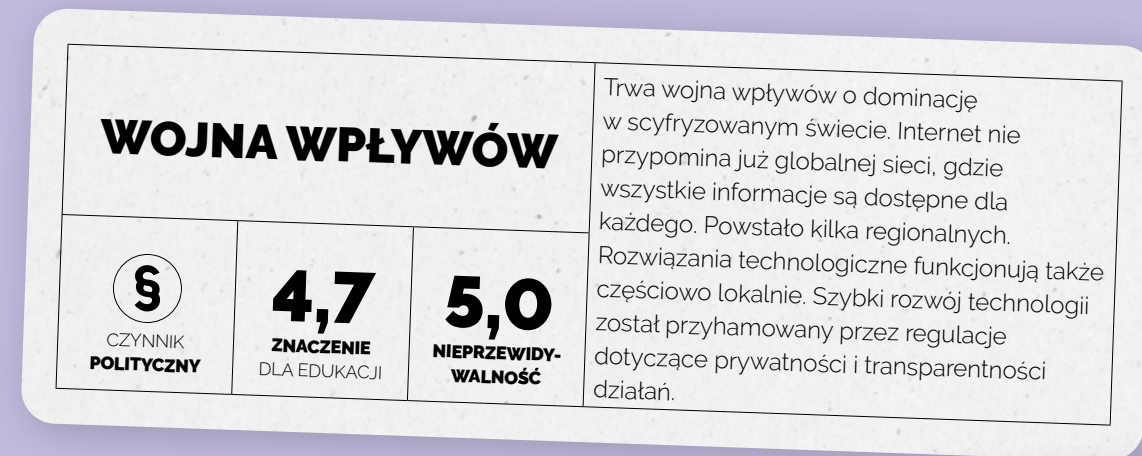 WOJNA WPŁYWÓW
§
CZYNNIK
POLITYCZNY
4,7
ZNACZENIE
DLA EDUKACJI
5,0
NIEPRZEWIDY-
WALNOŚĆ
Trwa wojna wpływów o dominację
w scyfryzowanym świecie. Internet nie
przypomina już globalnej sieci, gdzie
wszystkie informacje są dostępne dla
każdego. Powstało kilka regionalnych.
Rozwiązania technologiczne funkcjonują także
częściowo lokalnie. Szybki rozwój technologii
został przyhamowany przez regulacje
dotyczące prywatności i transparentności
działań.